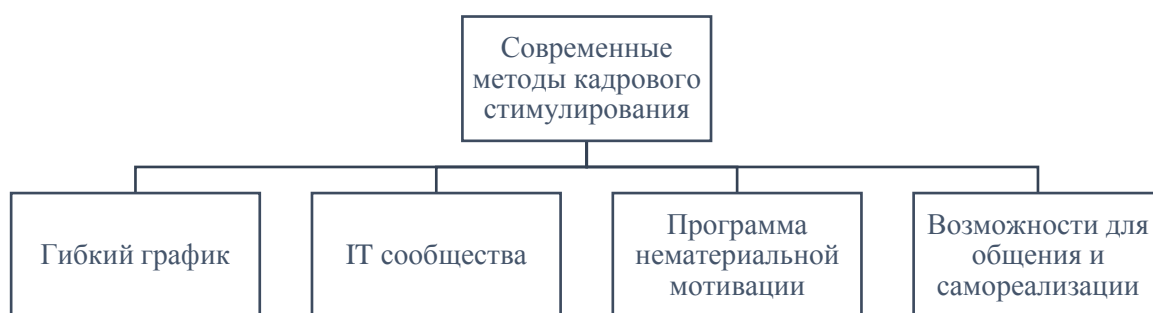 Современные
методы кадрового
стимулирования
Гибкий график
IT сообщества
Программа
нематериальной
мотивации
Возможности для
общения и
самореализации